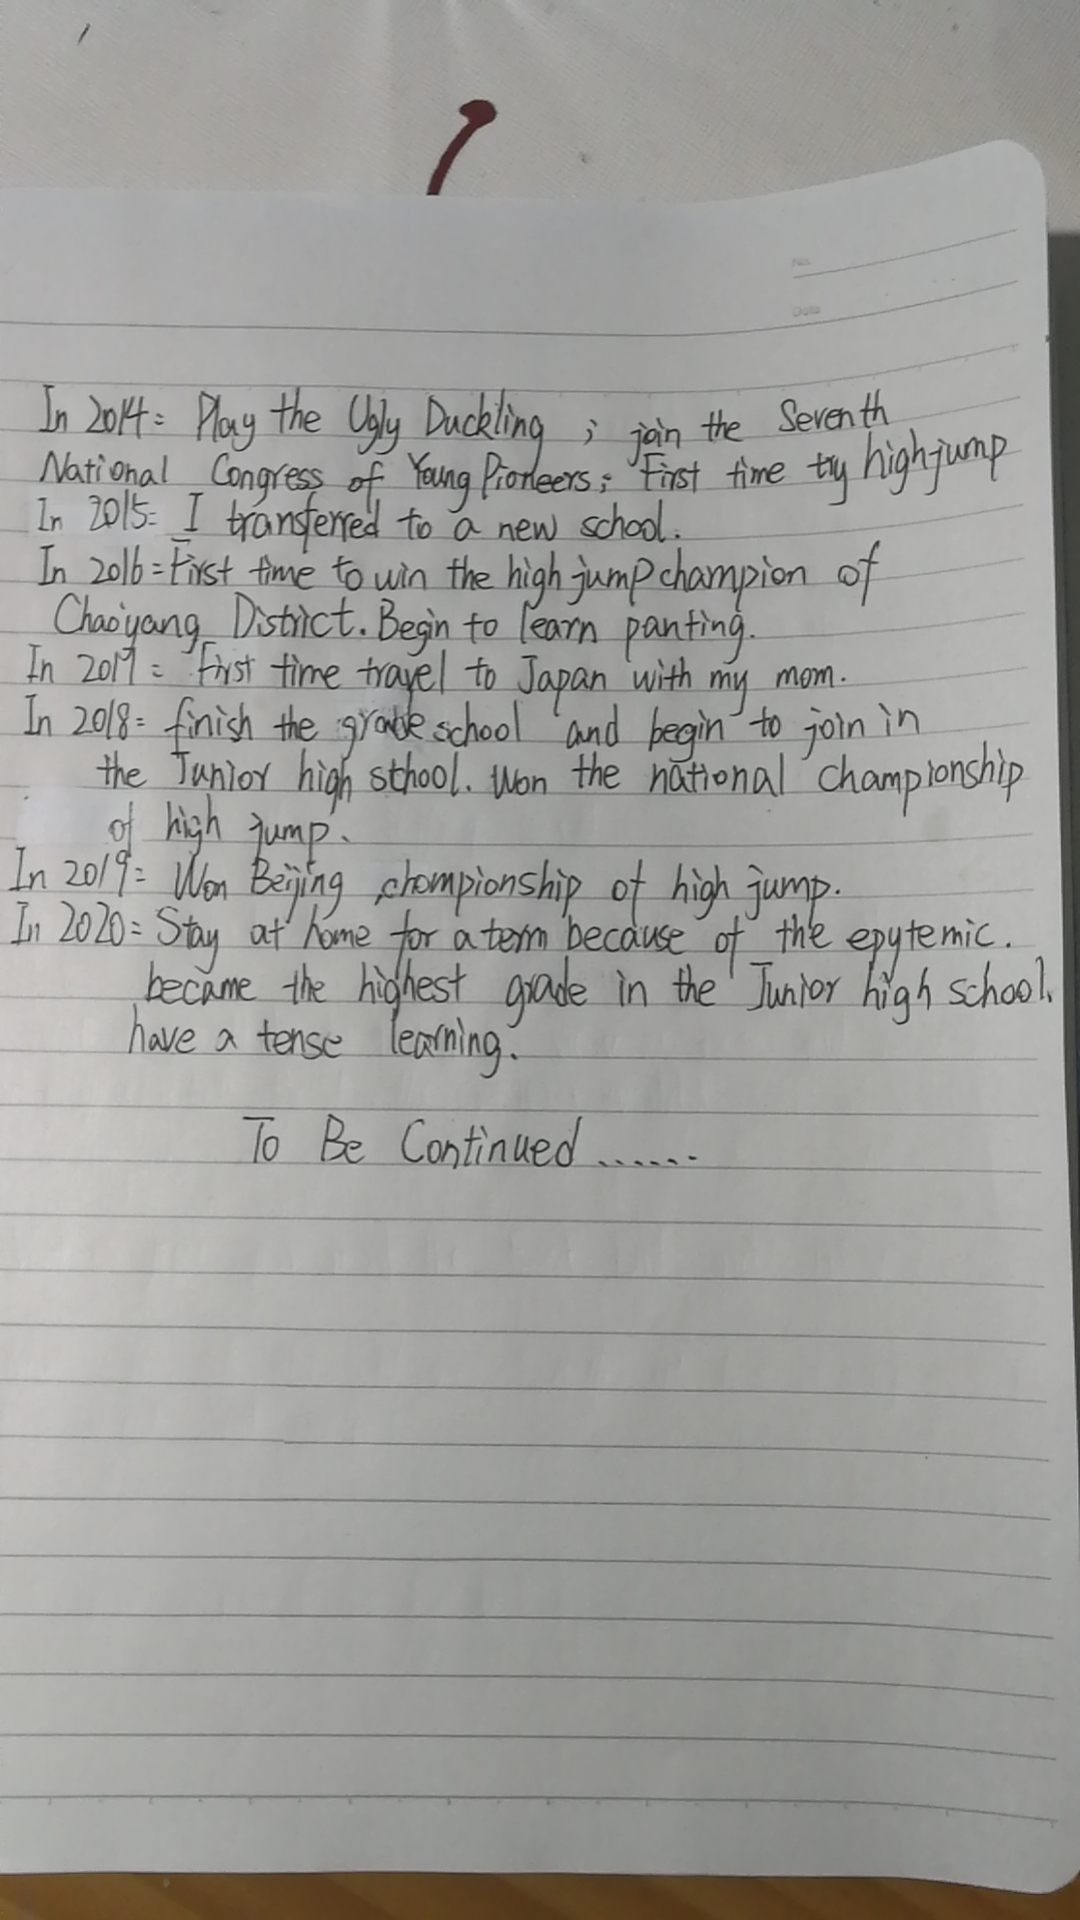 No.
Date
In 2014: Play the Ugly Duckling ; join the Seventh
National Congress of Young Pioneers; First time try highjump
In 2015: I transferred to a new school.
In 2016: First time to win the high jump champion of
Chaoyang District. Begin to learn panting.
In 2017: First time travel to Japan with my mom.
In 2018: finish the grade school and begin to join in
the Junior high sthool. Won the national championship
of high jump.
In 2019: Won Beijing chompionship of high jump.
In 2020: Stay at home for a term because of the epytemic.
became the highest grade in the Junior high school.
have a tense learning.
To Be Continued ......